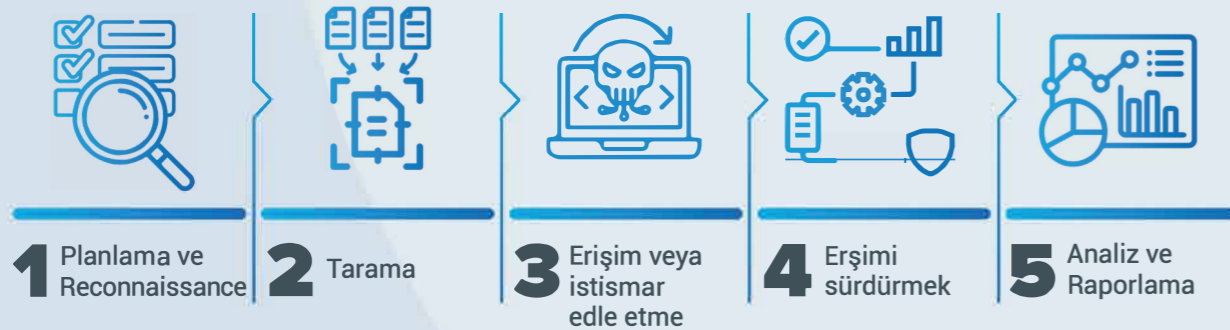 1 Planlama ve
Reconnaissance
2 Tarama
3 Erişim veya
istismar
edle etme
4 Erşimi
sürdürmek
5 Analiz ve
Raporlama